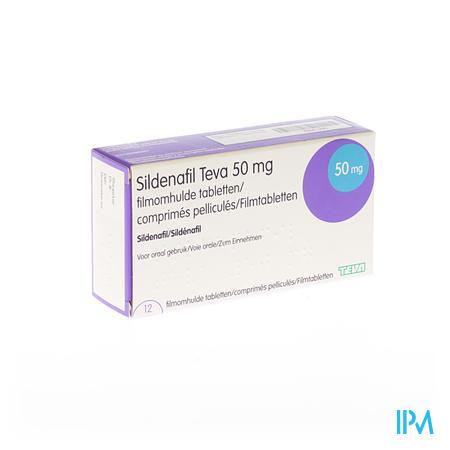 Sildenafil Teva 50 mg
filmomhulde tabletten/
comprimés pelliculés/Filmtabletten
Sildenafil/Sildénafil
Voor oraal gebruik/Voie orale/Zum Einnehmen
50 mg
TEVA
12
filmomhulde tabletten/comprimés pelliculés/Filmtabletten
IPM